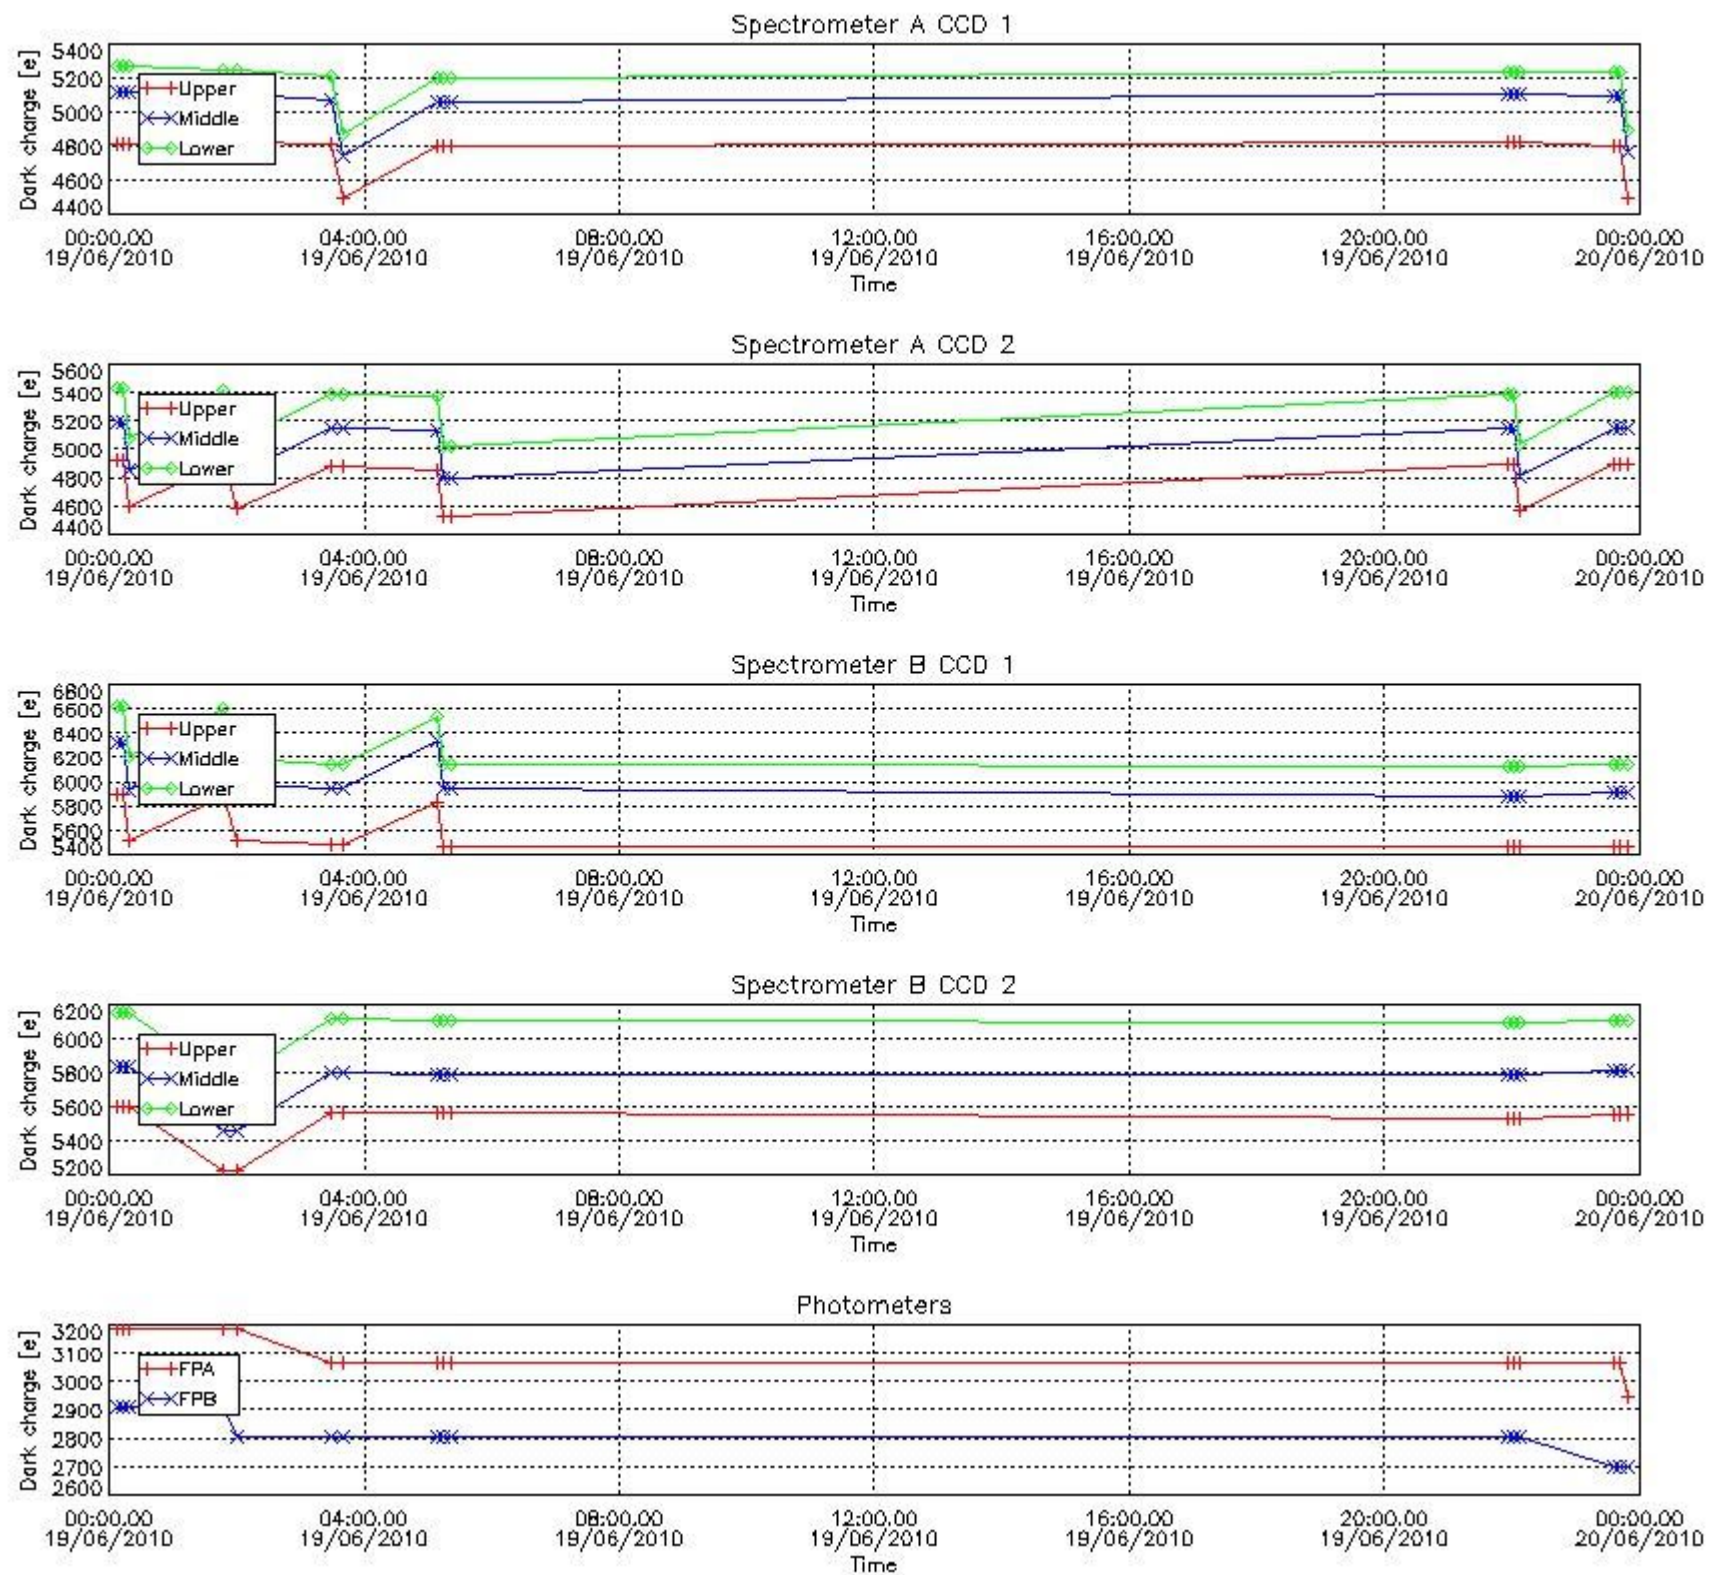 Spectrometer A CCD 1
Dark charge [e]
5400
5200
5000
4800
4600
4400
Upper
Middle
Lower
00:00.00 04:00.00 08:00.00 12:00.00 16:00.00 20:00.00 00:00.00
19/06/2010 19/06/2010 19/06/2010 19/06/2010 19/06/2010 19/06/2010 20/06/2010
Time
Spectrometer A CCD 2
Dark charge [e]
5600
5400
5200
5000
4800
4600
4400
Upper
Middle
Lower
00:00.00 04:00.00 08:00.00 12:00.00 16:00.00 20:00.00 00:00.00
19/06/2010 19/06/2010 19/06/2010 19/06/2010 19/06/2010 19/06/2010 20/06/2010
Time
Spectrometer B CCD 1
Dark charge [e]
6800
6600
6400
6200
6000
5800
5600
5400
Upper
Middle
Lower
00:00.00 04:00.00 08:00.00 12:00.00 16:00.00 20:00.00 00:00.00
19/06/2010 19/06/2010 19/06/2010 19/06/2010 19/06/2010 19/06/2010 20/06/2010
Time
Spectrometer B CCD 2
Dark charge [e]
6200
6000
5800
5600
5400
5200
Upper
Middle
Lower
00:00.00 04:00.00 08:00.00 12:00.00 16:00.00 20:00.00 00:00.00
19/06/2010 19/06/2010 19/06/2010 19/06/2010 19/06/2010 19/06/2010 20/06/2010
Time
Photometers
Dark charge [e]
3200
3100
3000
2900
2800
2700
2600
FPA
FPB
00:00.00 04:00.00 08:00.00 12:00.00 16:00.00 20:00.00 00:00.00
19/06/2010 19/06/2010 19/06/2010 19/06/2010 19/06/2010 19/06/2010 20/06/2010
Time